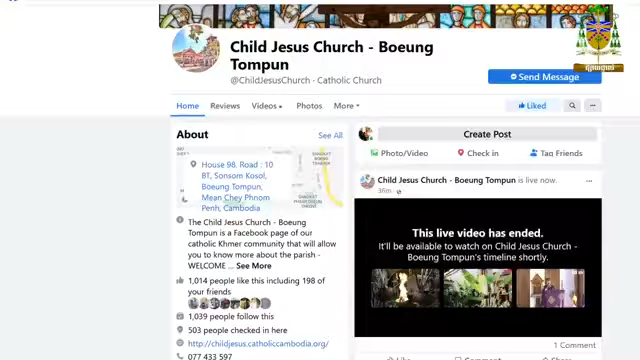 Child Jesus Church - Boeung
Tompun
@ChildJesusChurch · Catholic Church
Send Message
Home Reviews Videos Photos More
Liked
About
See All
House 98. Road : 10
BT, Sonsom Kosol,
Boeung Tompun,
Mean Chey Phnom
Penh, Cambodia
The Child Jesus Church - Boeung
Tompun is a Facebook page of our
catholic Khmer community that will allow
you to know more about the parish -
WELCOME ... See More
1,014 people like this including 198 of
your friends
1,039 people follow this
503 people checked in here
http://childjesus.catholiccambodia.org/
077 433 597
Create Post
Photo/Video Check in Tag Friends
Child Jesus Church - Boeung Tompun is live now.
36m
This live video has ended.
It'll be available to watch on Child Jesus Church -
Boeung Tompun's timeline shortly.
1 Comment
Like Comment Share